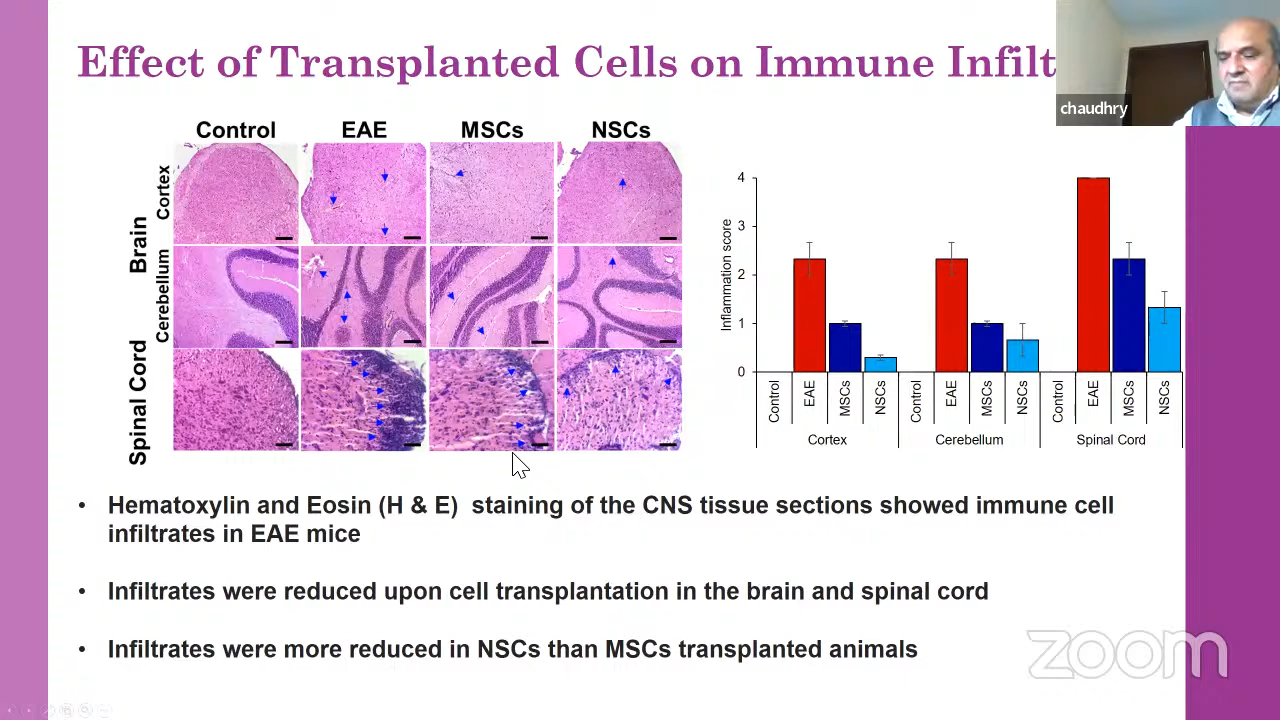 Effect of Transplanted Cells on Immune Infilt
chaudhry
Control EAE MSCs NSCs
Brain
Cortex
Cerebellum
Spinal Cord
Inflammation score
4
3
2
1
0
Control EAE MSCs NSCs Control EAE MSCs NSCs Control EAE MSCs NSCs
Cortex Cerebellum Spinal Cord
• Hematoxylin and Eosin (H & E) staining of the CNS tissue sections showed immune cell
infiltrates in EAE mice
• Infiltrates were reduced upon cell transplantation in the brain and spinal cord
• Infiltrates were more reduced in NSCs than MSCs transplanted animals
zoom